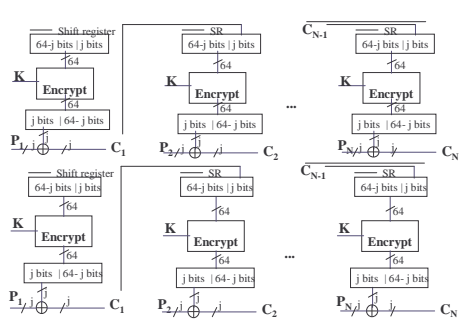 Shift register SR C_{N-1} SR
64-j bits | j bits 64-j bits | j bits 64-j bits | j bits
64 64 64
K K K
Encrypt Encrypt Encrypt
64 64 64
...
j bits | 64- j bits j bits | 64- j bits j bits | 64- j bits
j j j
P_1 j j C_1 P_2 j j C_2 P_N j j C_N
Shift register SR C_{N-1} SR
64-j bits | j bits 64-j bits | j bits 64-j bits | j bits
64 64 64
K K K
Encrypt Encrypt Encrypt
...
j bits | 64- j bits j bits | 64- j bits j bits | 64- j bits
j j j
P_1 j j C_1 P_2 j j C_2 P_N j j C_N